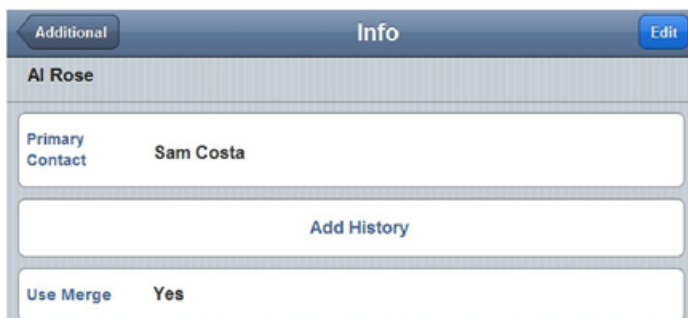 Additional Info Edit
Al Rose
Primary
Contact Sam Costa
Add History
Use Merge Yes